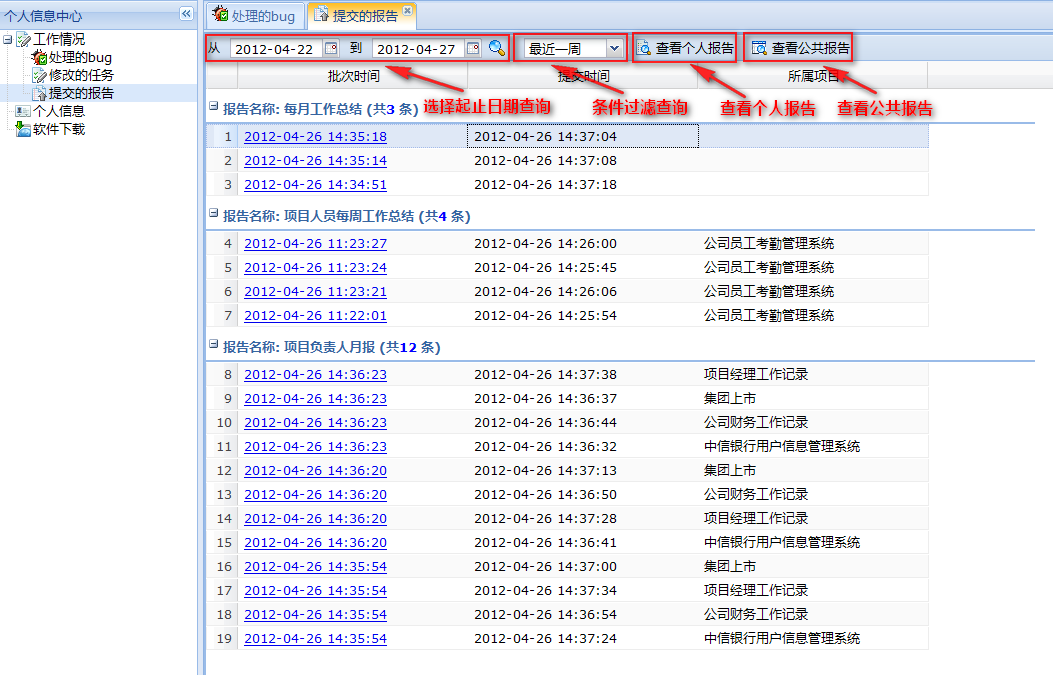 个人信息中心
工作情况
处理的bug
修改的任务
提交的报告
个人信息
软件下载
处理的bug 提交的报告
从 2012-04-22 到 2012-04-27 最近一周 查看个人报告 查看公共报告
批次时间 提交时间 所属项目
选择起止日期查询 条件过滤查询 查看个人报告 查看公共报告
报告名称: 每月工作总结 (共3 条)
1 2012-04-26 14:35:18 2012-04-26 14:37:04
2 2012-04-26 14:35:14 2012-04-26 14:37:08
3 2012-04-26 14:34:51 2012-04-26 14:37:18
报告名称: 项目人员每周工作总结 (共4 条)
4 2012-04-26 11:23:27 2012-04-26 14:26:00 公司员工考勤管理系统
5 2012-04-26 11:23:24 2012-04-26 14:25:45 公司员工考勤管理系统
6 2012-04-26 11:23:21 2012-04-26 14:26:06 公司员工考勤管理系统
7 2012-04-26 11:22:01 2012-04-26 14:25:54 公司员工考勤管理系统
报告名称: 项目负责人月报 (共12 条)
8 2012-04-26 14:36:23 2012-04-26 14:37:38 项目经理工作记录
9 2012-04-26 14:36:23 2012-04-26 14:36:37 集团上市
10 2012-04-26 14:36:23 2012-04-26 14:36:44 公司财务工作记录
11 2012-04-26 14:36:23 2012-04-26 14:36:32 中信银行用户信息管理系统
12 2012-04-26 14:36:20 2012-04-26 14:37:13 集团上市
13 2012-04-26 14:36:20 2012-04-26 14:36:50 公司财务工作记录
14 2012-04-26 14:36:20 2012-04-26 14:37:28 项目经理工作记录
15 2012-04-26 14:36:20 2012-04-26 14:36:41 中信银行用户信息管理系统
16 2012-04-26 14:35:54 2012-04-26 14:37:00 集团上市
17 2012-04-26 14:35:54 2012-04-26 14:37:34 项目经理工作记录
18 2012-04-26 14:35:54 2012-04-26 14:36:54 公司财务工作记录
19 2012-04-26 14:35:54 2012-04-26 14:37:24 中信银行用户信息管理系统